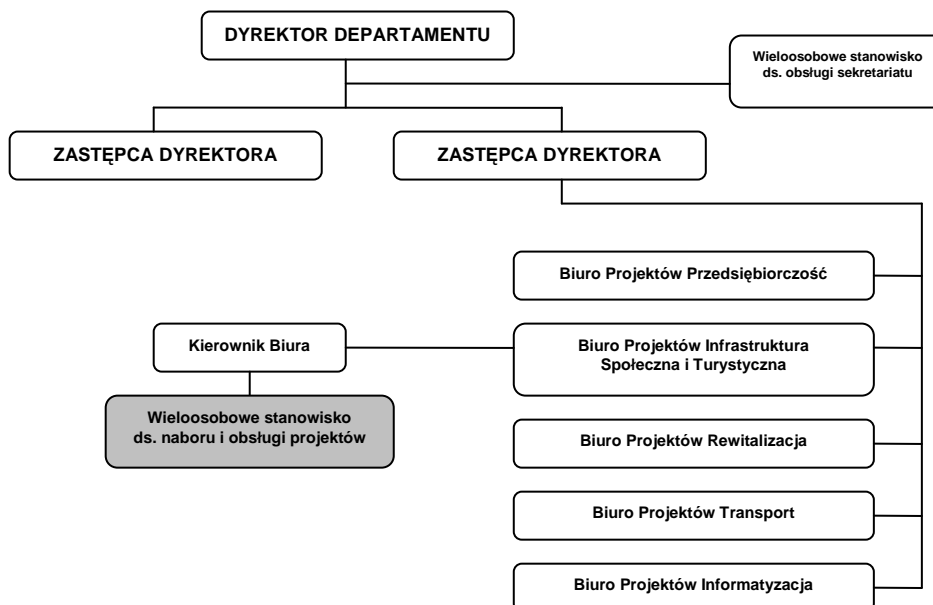 DYREKTOR DEPARTAMENTU
Wieloosobowe stanowisko
ds. obsługi sekretariatu
ZASTĘPCA DYREKTORA
ZASTĘPCA DYREKTORA
Biuro Projektów Przedsiębiorczość
Kierownik Biura
Biuro Projektów Infrastruktura
Społeczna i Turystyczna
Wieloosobowe stanowisko
ds. naboru i obsługi projektów
Biuro Projektów Rewitalizacja
Biuro Projektów Transport
Biuro Projektów Informatyzacja